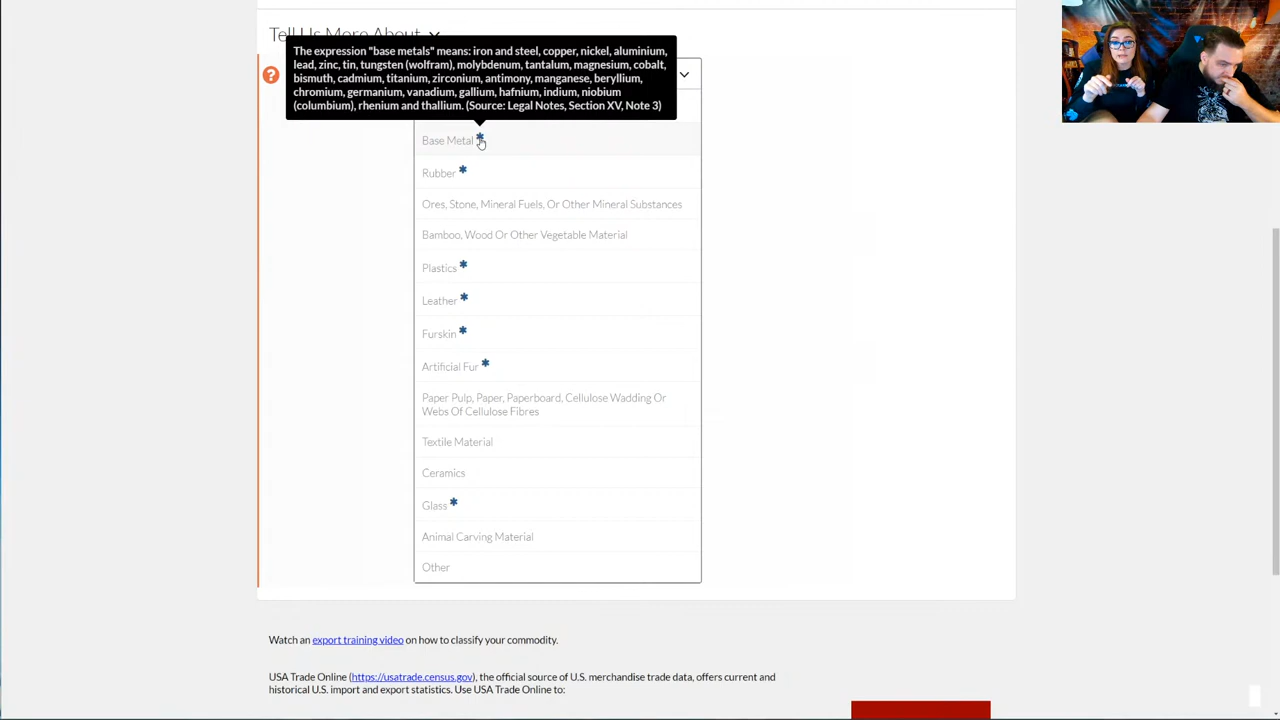 Tell Us More About
The expression "base metals" means: iron and steel, copper, nickel, aluminium,
lead, zinc, tin, tungsten (wolfram), molybdenum, tantalum, magnesium, cobalt,
bismuth, cadmium, titanium, zirconium, antimony, manganese, beryllium,
chromium, germanium, vanadium, gallium, hafnium, indium, niobium
(columbium), rhenium and thallium. (Source: Legal Notes, Section XV, Note 3)
?
Base Metal *
Rubber *
Ores, Stone, Mineral Fuels, Or Other Mineral Substances
Bamboo, Wood Or Other Vegetable Material
Plastics *
Leather *
Furskin *
Artificial Fur *
Paper Pulp, Paper, Paperboard, Cellulose Wadding Or
Webs Of Cellulose Fibres
Textile Material
Ceramics
Glass *
Animal Carving Material
Other
Watch an export training video on how to classify your commodity.
USA Trade Online (https://usatrade.census.gov), the official source of U.S. merchandise trade data, offers current and
historical U.S. import and export statistics. Use USA Trade Online to: